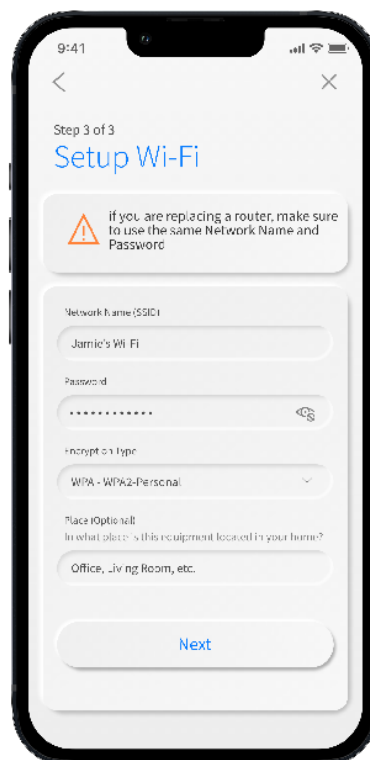 9:41
Step 3 of 3
Setup Wi-Fi
if you are replacing a router, make sure
to use the same Network Name and
Password
Network Name (SSID)
Jamie's Wi-Fi
Password
••••••••••••
Encryption Type
WPA - WPA2-Personal
Place (Optional)
In what place is this equipment located in your home?
Office, Living Room, etc.
Next